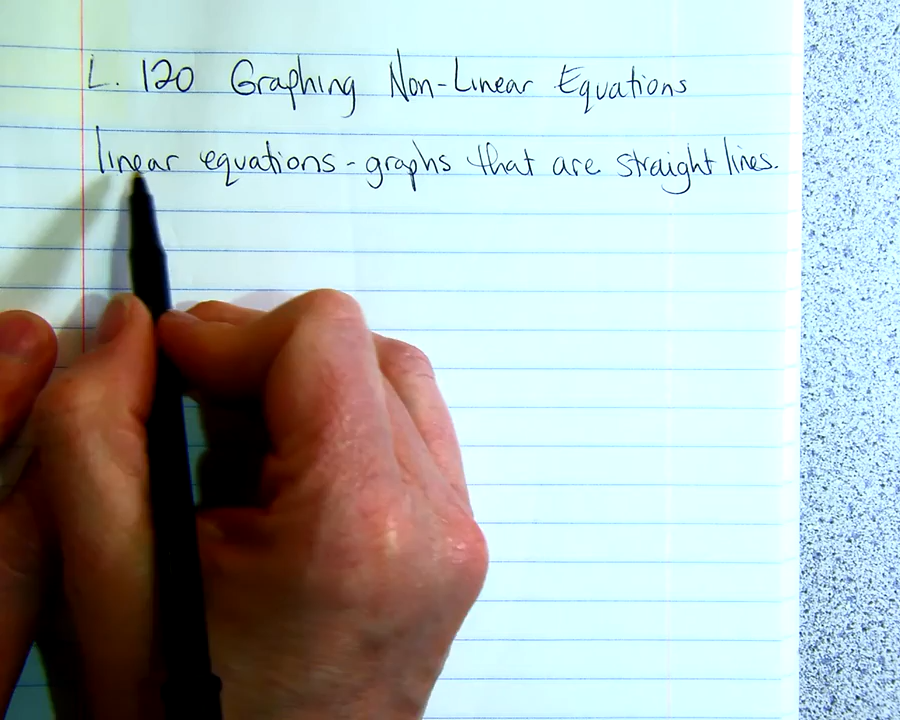 L. 120 Graphing Non-Linear Equations
linear equations - graphs that are straight lines.